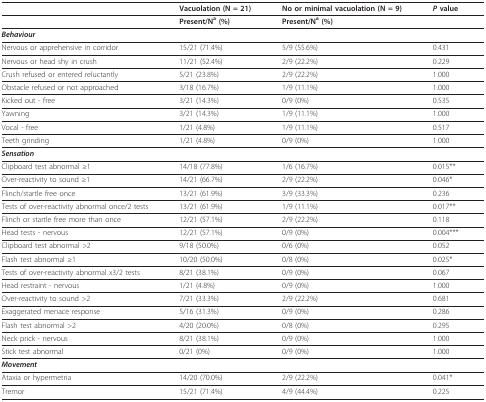 Vacuolation (N = 21) No or minimal vacuolation (N = 9) P value
Present/Nᵃ (%) Present/Nᵃ (%)
Behaviour
Nervous or apprehensive in corridor 15/21 (71.4%) 5/9 (55.6%) 0.431
Nervous or head shy in crush 11/21 (52.4%) 2/9 (22.2%) 0.229
Crush refused or entered reluctantly 5/21 (23.8%) 2/9 (22.2%) 1.000
Obstacle refused or not approached 3/18 (16.7%) 1/9 (11.1%) 1.000
Kicked out - free 3/21 (14.3%) 0/9 (0%) 0.535
Yawning 3/21 (14.3%) 1/9 (11.1%) 1.000
Vocal - free 1/21 (4.8%) 1/9 (11.1%) 0.517
Teeth grinding 1/21 (4.8%) 0/9 (0%) 1.000
Sensation
Clipboard test abnormal ≥1 14/18 (77.8%) 1/6 (16.7%) 0.015**
Over-reactivity to sound ≥1 14/21 (66.7%) 2/9 (22.2%) 0.046*
Flinch/startle free once 13/21 (61.9%) 3/9 (33.3%) 0.236
Tests of over-reactivity abnormal once/2 tests 13/21 (61.9%) 1/9 (11.1%) 0.017**
Flinch or startle free more than once 12/21 (57.1%) 2/9 (22.2%) 0.118
Head tests - nervous 12/21 (57.1%) 0/9 (0%) 0.004***
Clipboard test abnormal >2 9/18 (50.0%) 0/6 (0%) 0.052
Flash test abnormal ≥1 10/20 (50.0%) 0/8 (0%) 0.025*
Tests of over-reactivity abnormal x3/2 tests 8/21 (38.1%) 0/9 (0%) 0.067
Head restraint - nervous 1/21 (4.8%) 0/9 (0%) 1.000
Over-reactivity to sound >2 7/21 (33.3%) 2/9 (22.2%) 0.681
Exaggerated menace response 5/16 (31.3%) 0/9 (0%) 0.286
Flash test abnormal >2 4/20 (20.0%) 0/8 (0%) 0.295
Neck prick - nervous 8/21 (38.1%) 0/9 (0%) 1.000
Stick test abnormal 0/21 (0%) 0/9 (0%) 1.000
Movement
Ataxia or hypermetria 14/20 (70.0%) 2/9 (22.2%) 0.041*
Tremor 15/21 (71.4%) 4/9 (44.4%) 0.225